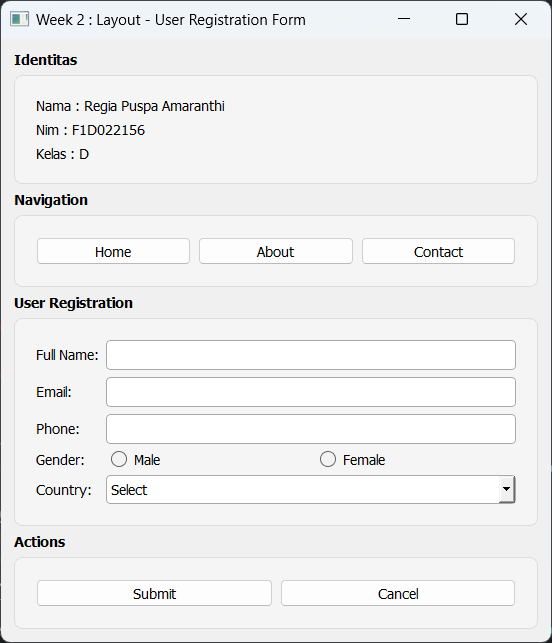 Week 2 : Layout - User Registration Form
Identitas
Nama : Regia Puspa Amaranthi
Nim : F1D022156
Kelas : D
Navigation
Home About Contact
User Registration
Full Name:
Email:
Phone:
Gender: Male Female
Country: Select
Actions
Submit Cancel